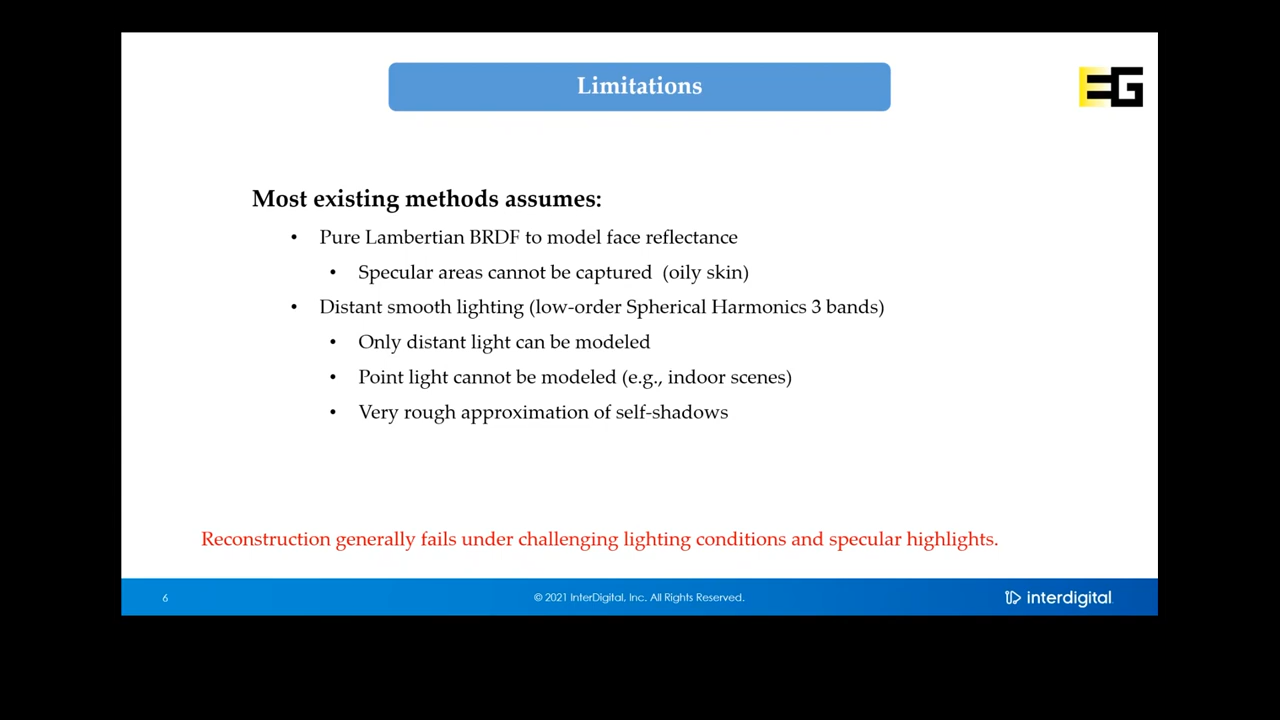 Limitations
EG
Most existing methods assumes:
• Pure Lambertian BRDF to model face reflectance
• Specular areas cannot be captured (oily skin)
• Distant smooth lighting (low-order Spherical Harmonics 3 bands)
• Only distant light can be modeled
• Point light cannot be modeled (e.g., indoor scenes)
• Very rough approximation of self-shadows
Reconstruction generally fails under challenging lighting conditions and specular highlights.
6
© 2021 InterDigital, Inc. All Rights Reserved.
interdigital